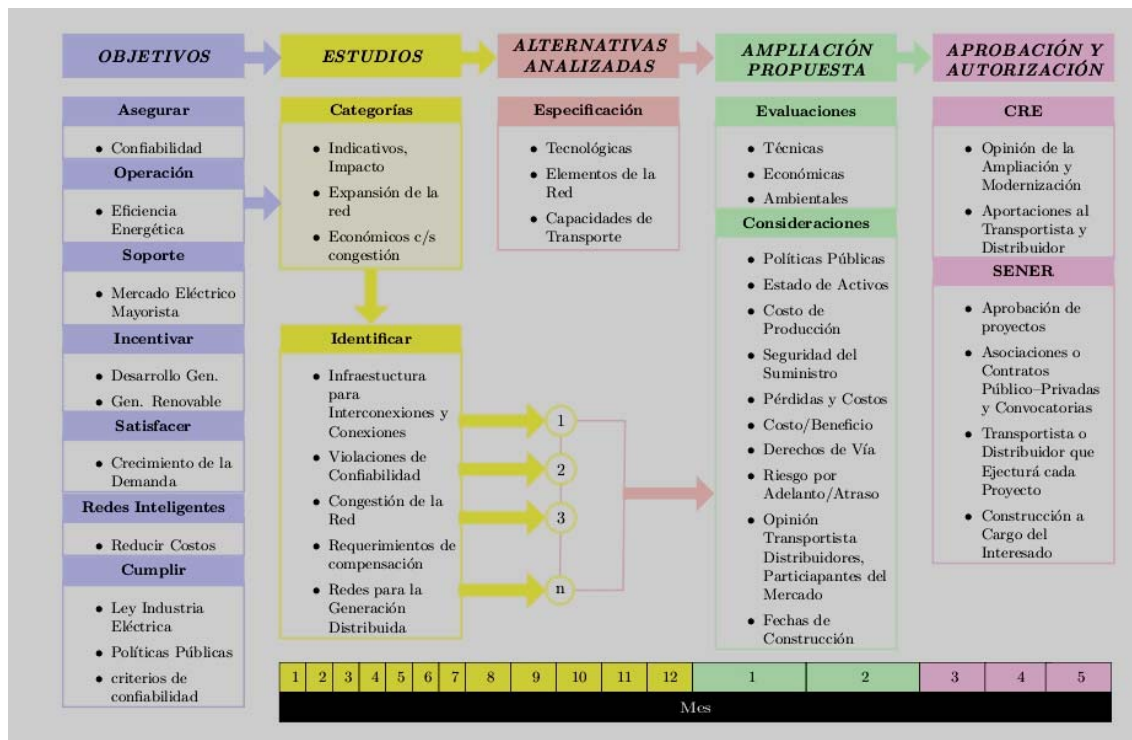 OBJETIVOS
ESTUDIOS
ALTERNATIVAS
ANALIZADAS
AMPLIACIÓN
PROPUESTA
APROBACIÓN Y
AUTORIZACIÓN
Asegurar
• Confiabilidad
Operación
• Eficiencia
Energética
Soporte
• Mercado Eléctrico
Mayorista
Incentivar
• Desarrollo Gen.
• Gen. Renovable
Satisfacer
• Crecimiento de la
Demanda
Redes Inteligentes
• Reducir Costos
Cumplir
• Ley Industria
Eléctrica
• Políticas Públicas
• criterios de
confiabilidad
Categorías
• Indicativos,
Impacto
• Expansión de la
red
• Económicos c/s
congestión
Identificar
• Infraestuctura
para
Interconexiones y
Conexiones
• Violaciones de
Confiabilidad
• Congestión de la
Red
• Requerimientos de
compensación
• Redes para la
Generación
Distribuida
Especificación
• Tecnológicas
• Elementos de la
Red
• Capacidades de
Transporte
1
2
3
n
Evaluaciones
• Técnicas
• Económicas
• Ambientales
Consideraciones
• Políticas Públicas
• Estado de Activos
• Costo de
Producción
• Seguridad del
Suministro
• Pérdidas y Costos
• Costo/Beneficio
• Derechos de Vía
• Riesgo por
Adelanto/Atraso
• Opinión
Transportista
Distribuidores,
Particiapantes del
Mercado
• Fechas de
Construcción
CRE
• Opinión de la
Ampliación y
Modernización
• Aportaciones al
Transportista y
Distribuidor
SENER
• Aprobación de
proyectos
• Asociaciones o
Contratos
Público–Privadas
y Convocatorias
• Transportista o
Distribuidor que
Ejecturá cada
Proyecto
• Construcción a
Cargo del
Interesado
1 2 3 4 5 6 7 8 9 10 11 12 1 2 3 4 5
Mes